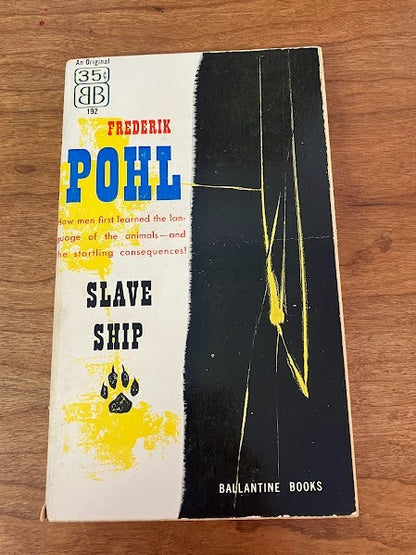 An Original
35¢
BB
192
FREDERIK
POHL
How men first learned the lan-
guage of the animals—and
the startling consequences!
SLAVE
SHIP
BALLANTINE BOOKS